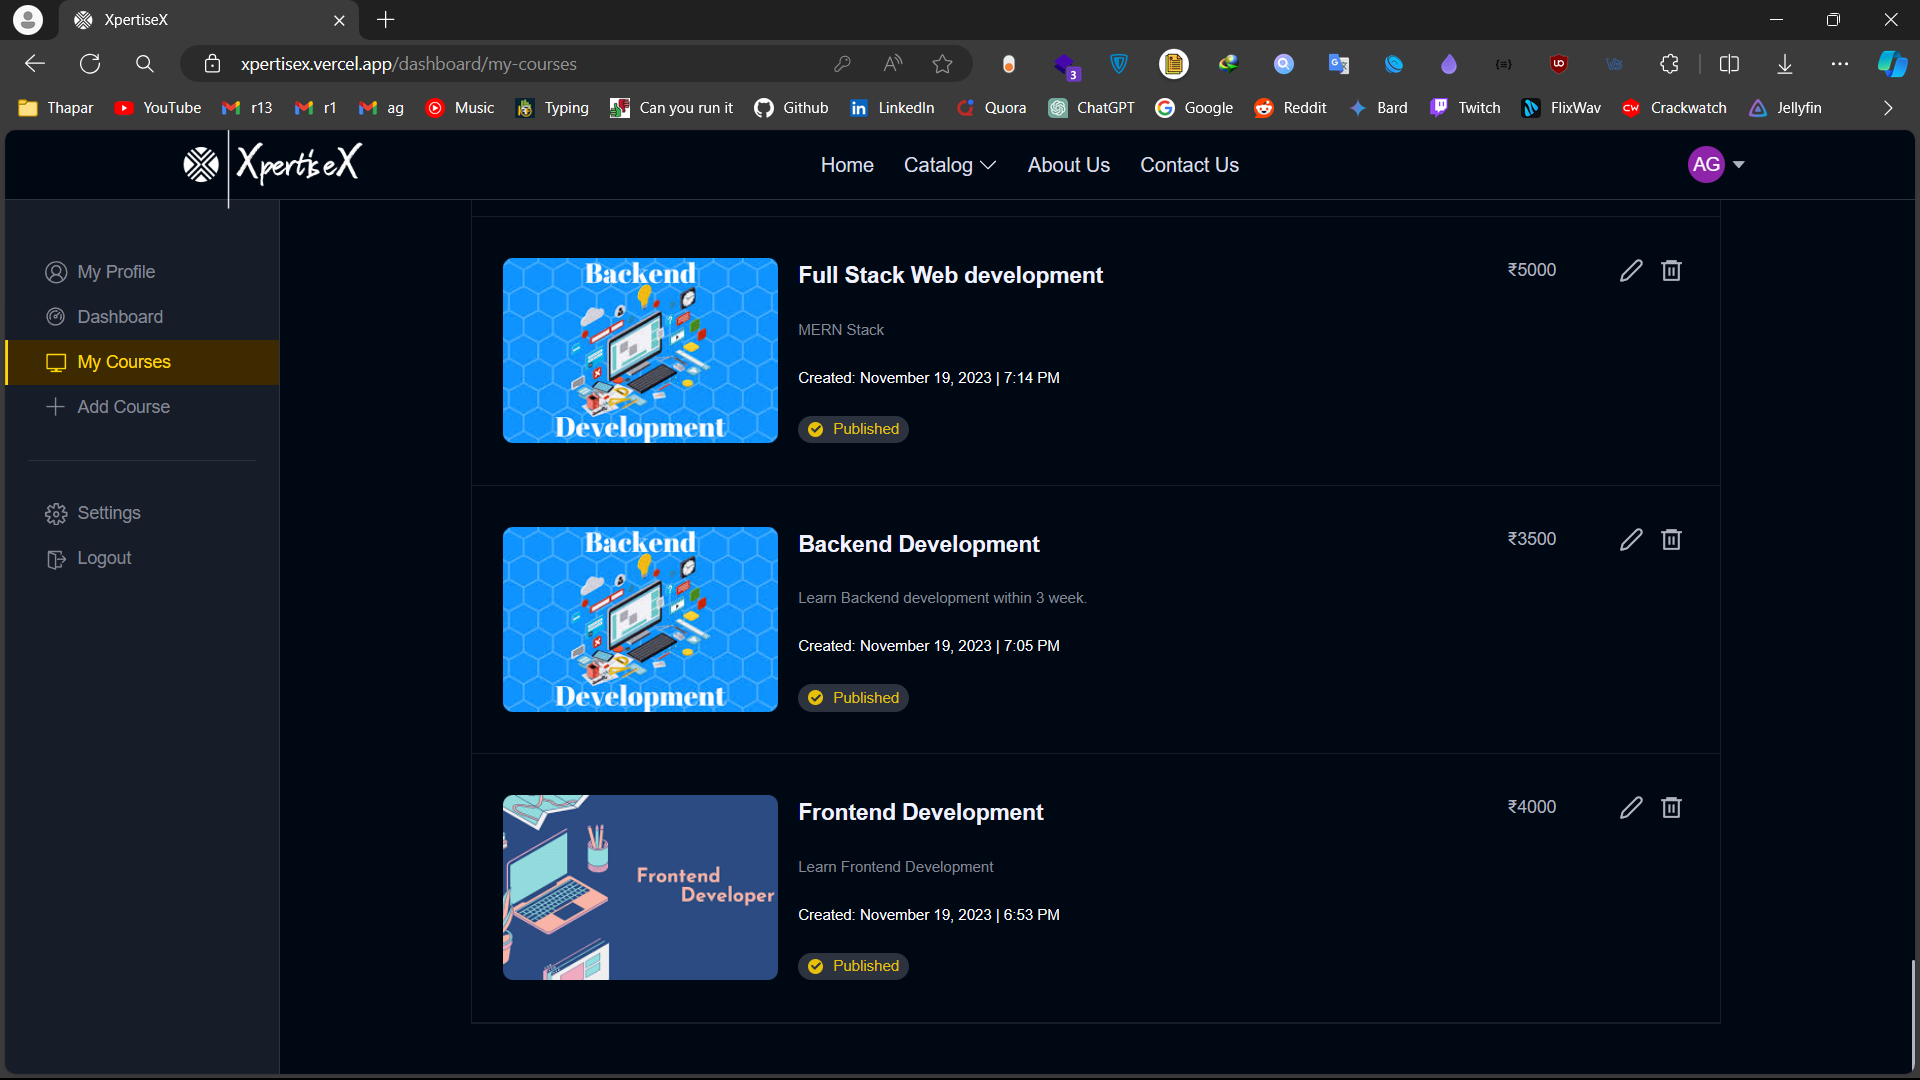 XpertiseX
xpertisex.vercel.app/dashboard/my-courses
3
Thapar YouTube r13 r1 ag Music Typing Can you run it Github LinkedIn Quora ChatGPT Google Reddit Bard Twitch FlixWav Crackwatch Jellyfin
XpertiseX
Home Catalog About Us Contact Us
AG
My Profile
Dashboard
My Courses
Add Course
Settings
Logout
Backend
Development
Full Stack Web development
₹5000
MERN Stack
Created: November 19, 2023 | 7:14 PM
Published
Backend
Development
Backend Development
₹3500
Learn Backend development within 3 week.
Created: November 19, 2023 | 7:05 PM
Published
Frontend
Developer
Frontend Development
₹4000
Learn Frontend Development
Created: November 19, 2023 | 6:53 PM
Published